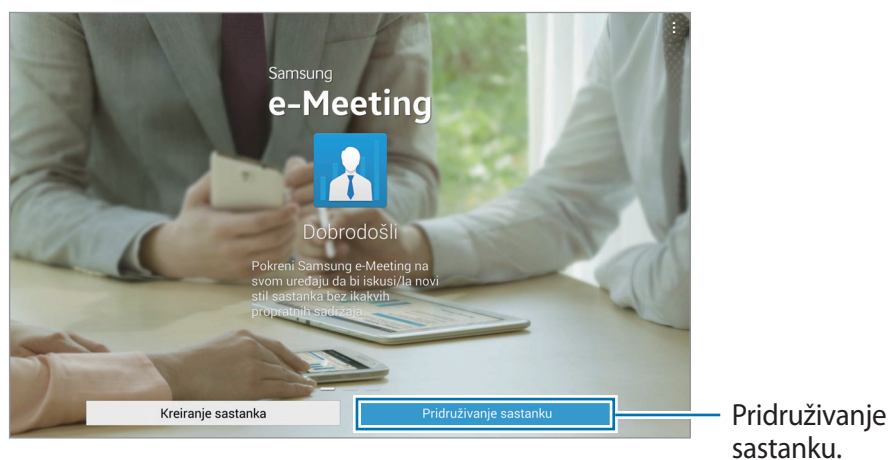 Samsung
e-Meeting
Dobrodošli
Pokreni Samsung e-Meeting na
svom uređaju da bi iskusi/la novi
stil sastanka bez ikakvih
propratnih sadržaja.
Kreiranje sastanka
Pridruživanje sastanku
Pridruživanje
sastanku.